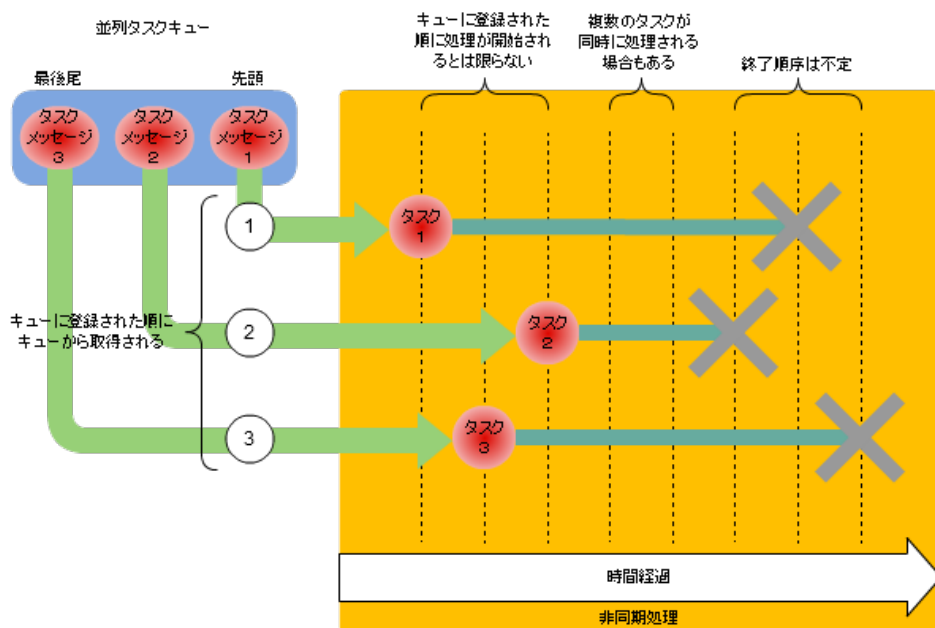 並列タスクキュー
キューに登録された
順に処理が開始され
るとは限らない
複数のタスクが
同時に処理される
場合もある
終了順序は不定
最後尾
先頭
タスク
メッセージ
3
タスク
メッセージ
2
タスク
メッセージ
1
1
タスク
1
キューに登録された順に
キューから取得される
2
タスク
2
3
タスク
3
時間経過
非同期処理